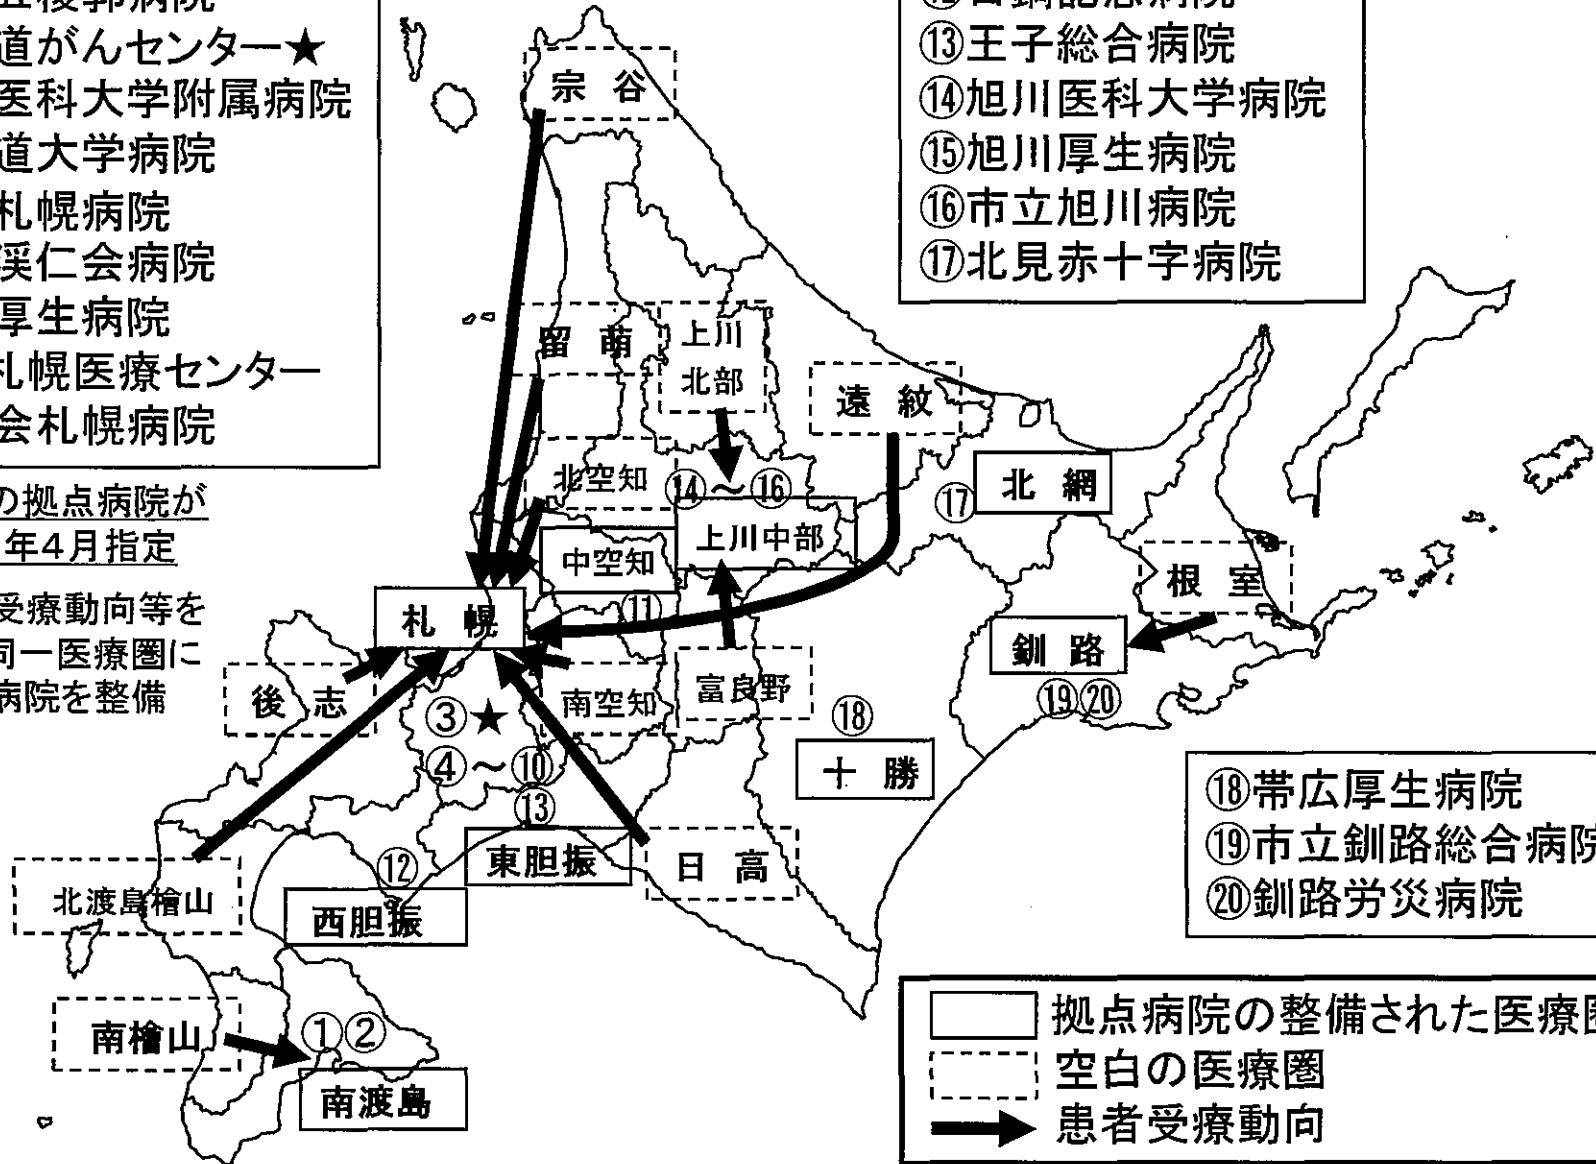 稜郭病院
道がんセンター★
医科大学附属病院
道大学病院
札幌病院
渓仁会病院
厚生病院
札幌医療センター
会札幌病院
の拠点病院が
年4月指定
受療動向等を
同一医療圏に
病院を整備
⑬王子総合病院
⑭旭川医科大学病院
⑮旭川厚生病院
⑯市立旭川病院
⑰北見赤十字病院
宗谷
留萌
上川
北部
遠紋
北空知
⑭～⑯
⑰
北網
上川中部
中空知
⑪
根室
札幌
釧路
⑲⑳
後志
南空知
富良野
③★
④～⑩
⑬
⑱
十勝
東胆振
日高
⑫
西胆振
北渡島檜山
南檜山
①②
南渡島
⑱帯広厚生病院
⑲市立釧路総合病院
⑳釧路労災病院
拠点病院の整備された医療圏
空白の医療圏
患者受療動向